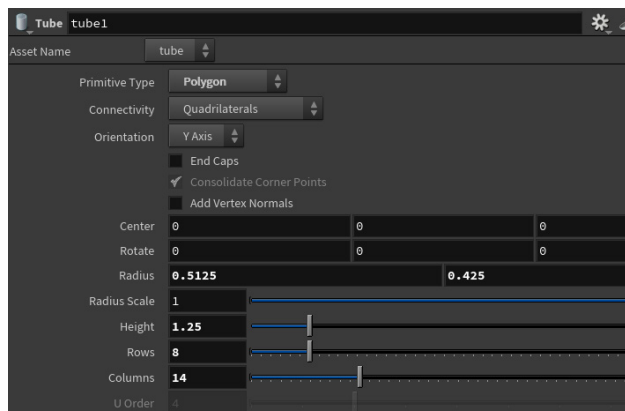 Tube tube1
Asset Name tube
Primitive Type Polygon
Connectivity Quadrilaterals
Orientation Y Axis
End Caps
Consolidate Corner Points
Add Vertex Normals
Center 0 0 0
Rotate 0 0 0
Radius 0.5125 0.425
Radius Scale 1
Height 1.25
Rows 8
Columns 14
U Order 4